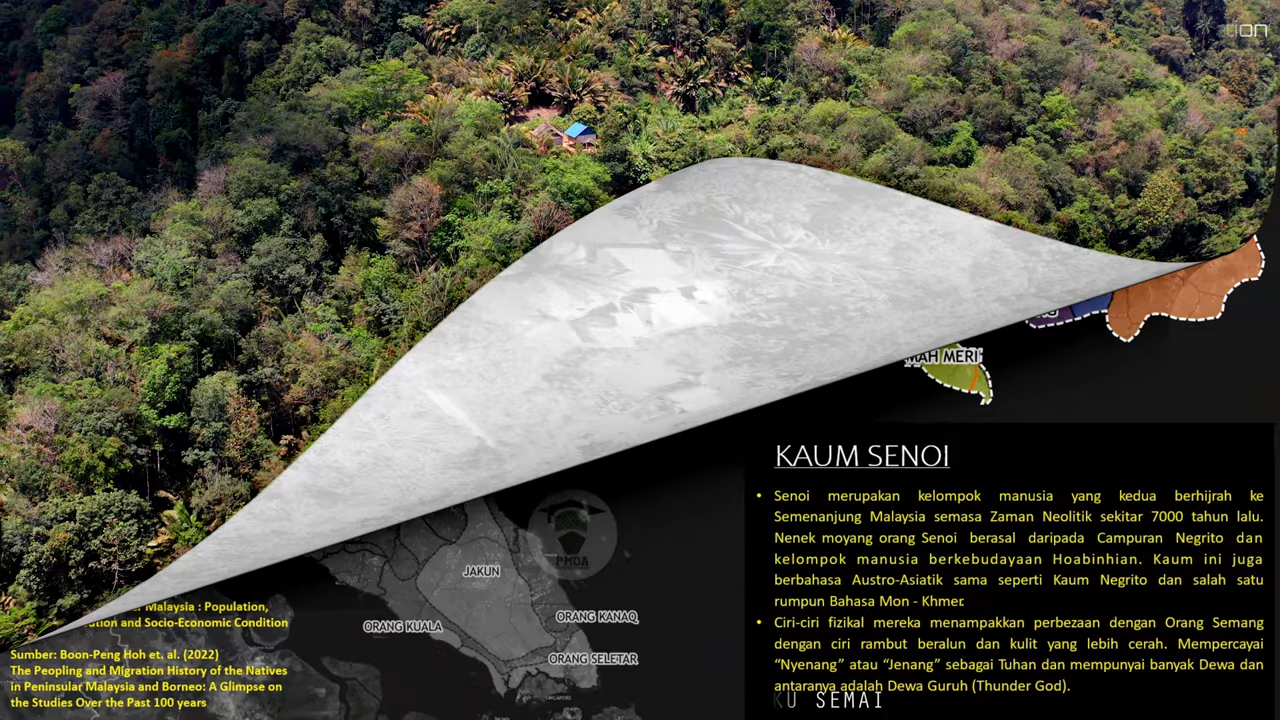 ion
MAH MERI
KAUM SENOI
• Senoi merupakan kelompok manusia yang kedua berhijrah ke
Semenanjung Malaysia semasa Zaman Neolitik sekitar 7000 tahun lalu.
Nenek moyang orang Senoi berasal daripada Campuran Negrito dan
kelompok manusia berkebudayaan Hoabinhian. Kaum ini juga
berbahasa Austro-Asiatik sama seperti Kaum Negrito dan salah satu
rumpun Bahasa Mon - Khmer.
• Ciri-ciri fizikal mereka menampakkan perbezaan dengan Orang Semang
dengan ciri rambut beralun dan kulit yang lebih cerah. Mempercayai
“Nyenang” atau “Jenang” sebagai Tuhan dan mempunyai banyak Dewa dan
antaranya adalah Dewa Guruh (Thunder God).
KU SEMAI
PMOA
JAKUN
ORANG KANAQ
ORANG KUALA
ORANG SELETAR
SINGAPORE
Malaysia : Population,
ution and Socio-Economic Condition
Sumber: Boon-Peng Hoh et. al. (2022)
The Peopling and Migration History of the Natives
in Peninsular Malaysia and Borneo: A Glimpse on
the Studies Over the Past 100 years